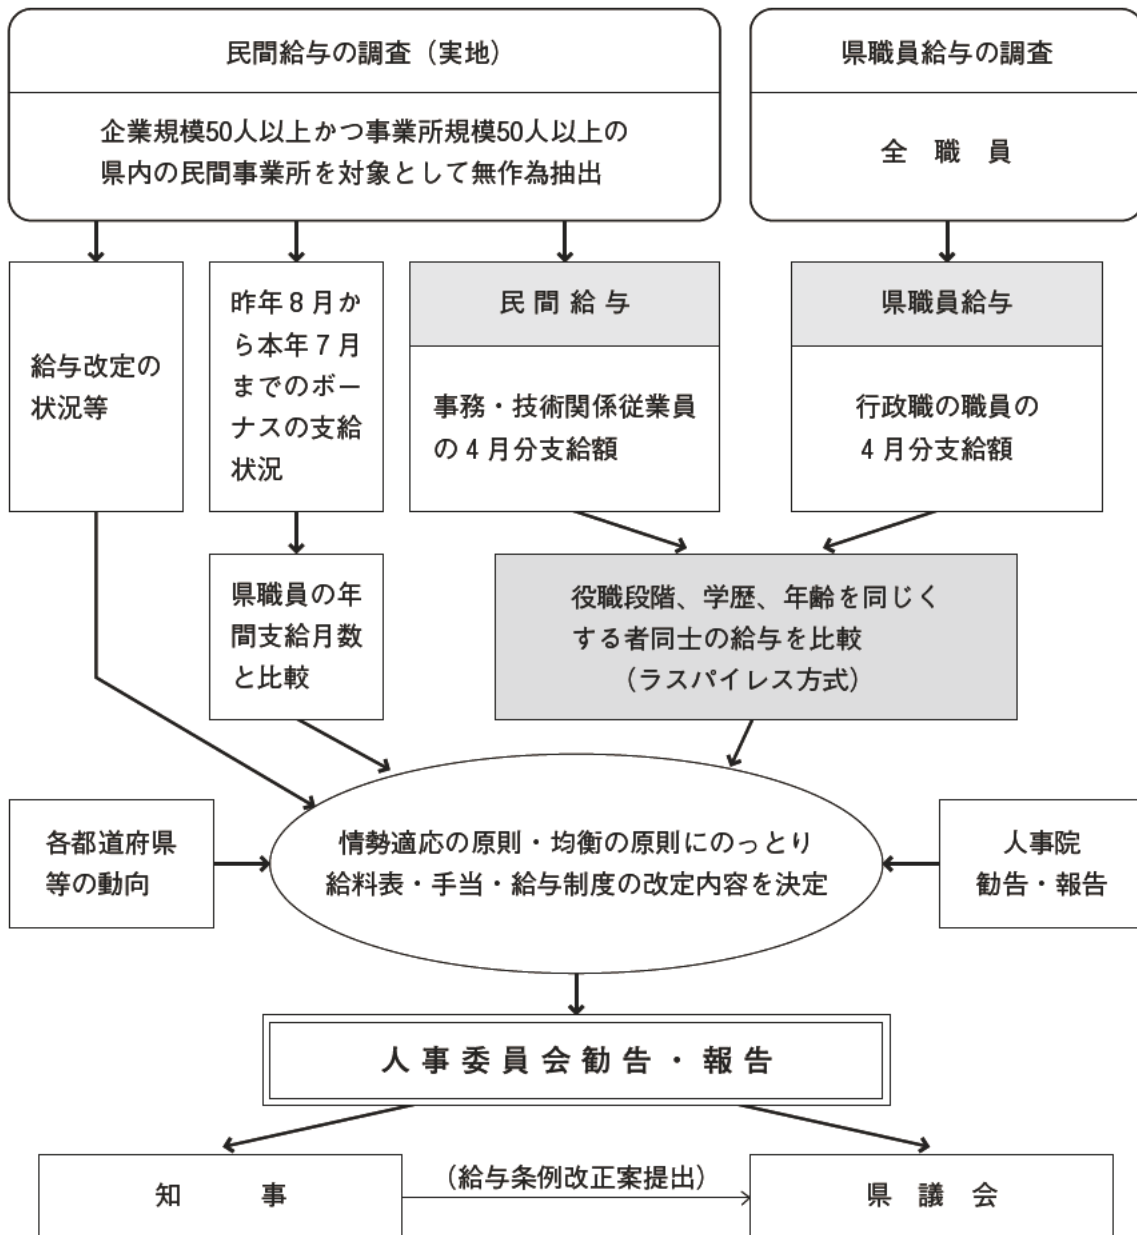 民間給与の調査（実地）
企業規模50人以上かつ事業所規模50人以上の
県内の民間事業所を対象として無作為抽出
県職員給与の調査
全　職　員
給与改定の
状況等
昨年８月か
ら本年７月
までのボー
ナスの支給
状況
民 間 給 与
事務・技術関係従業員
の４月分支給額
県職員給与
行政職の職員の
４月分支給額
県職員の年
間支給月数
と比較
役職段階、学歴、年齢を同じく
する者同士の給与を比較
（ラスパイレス方式）
各都道府県
等の動向
情勢適応の原則・均衡の原則にのっとり
給料表・手当・給与制度の改定内容を決定
人事院
勧告・報告
人 事 委 員 会 勧 告 ・ 報 告
知　　　事
（給与条例改正案提出）
県　議　会